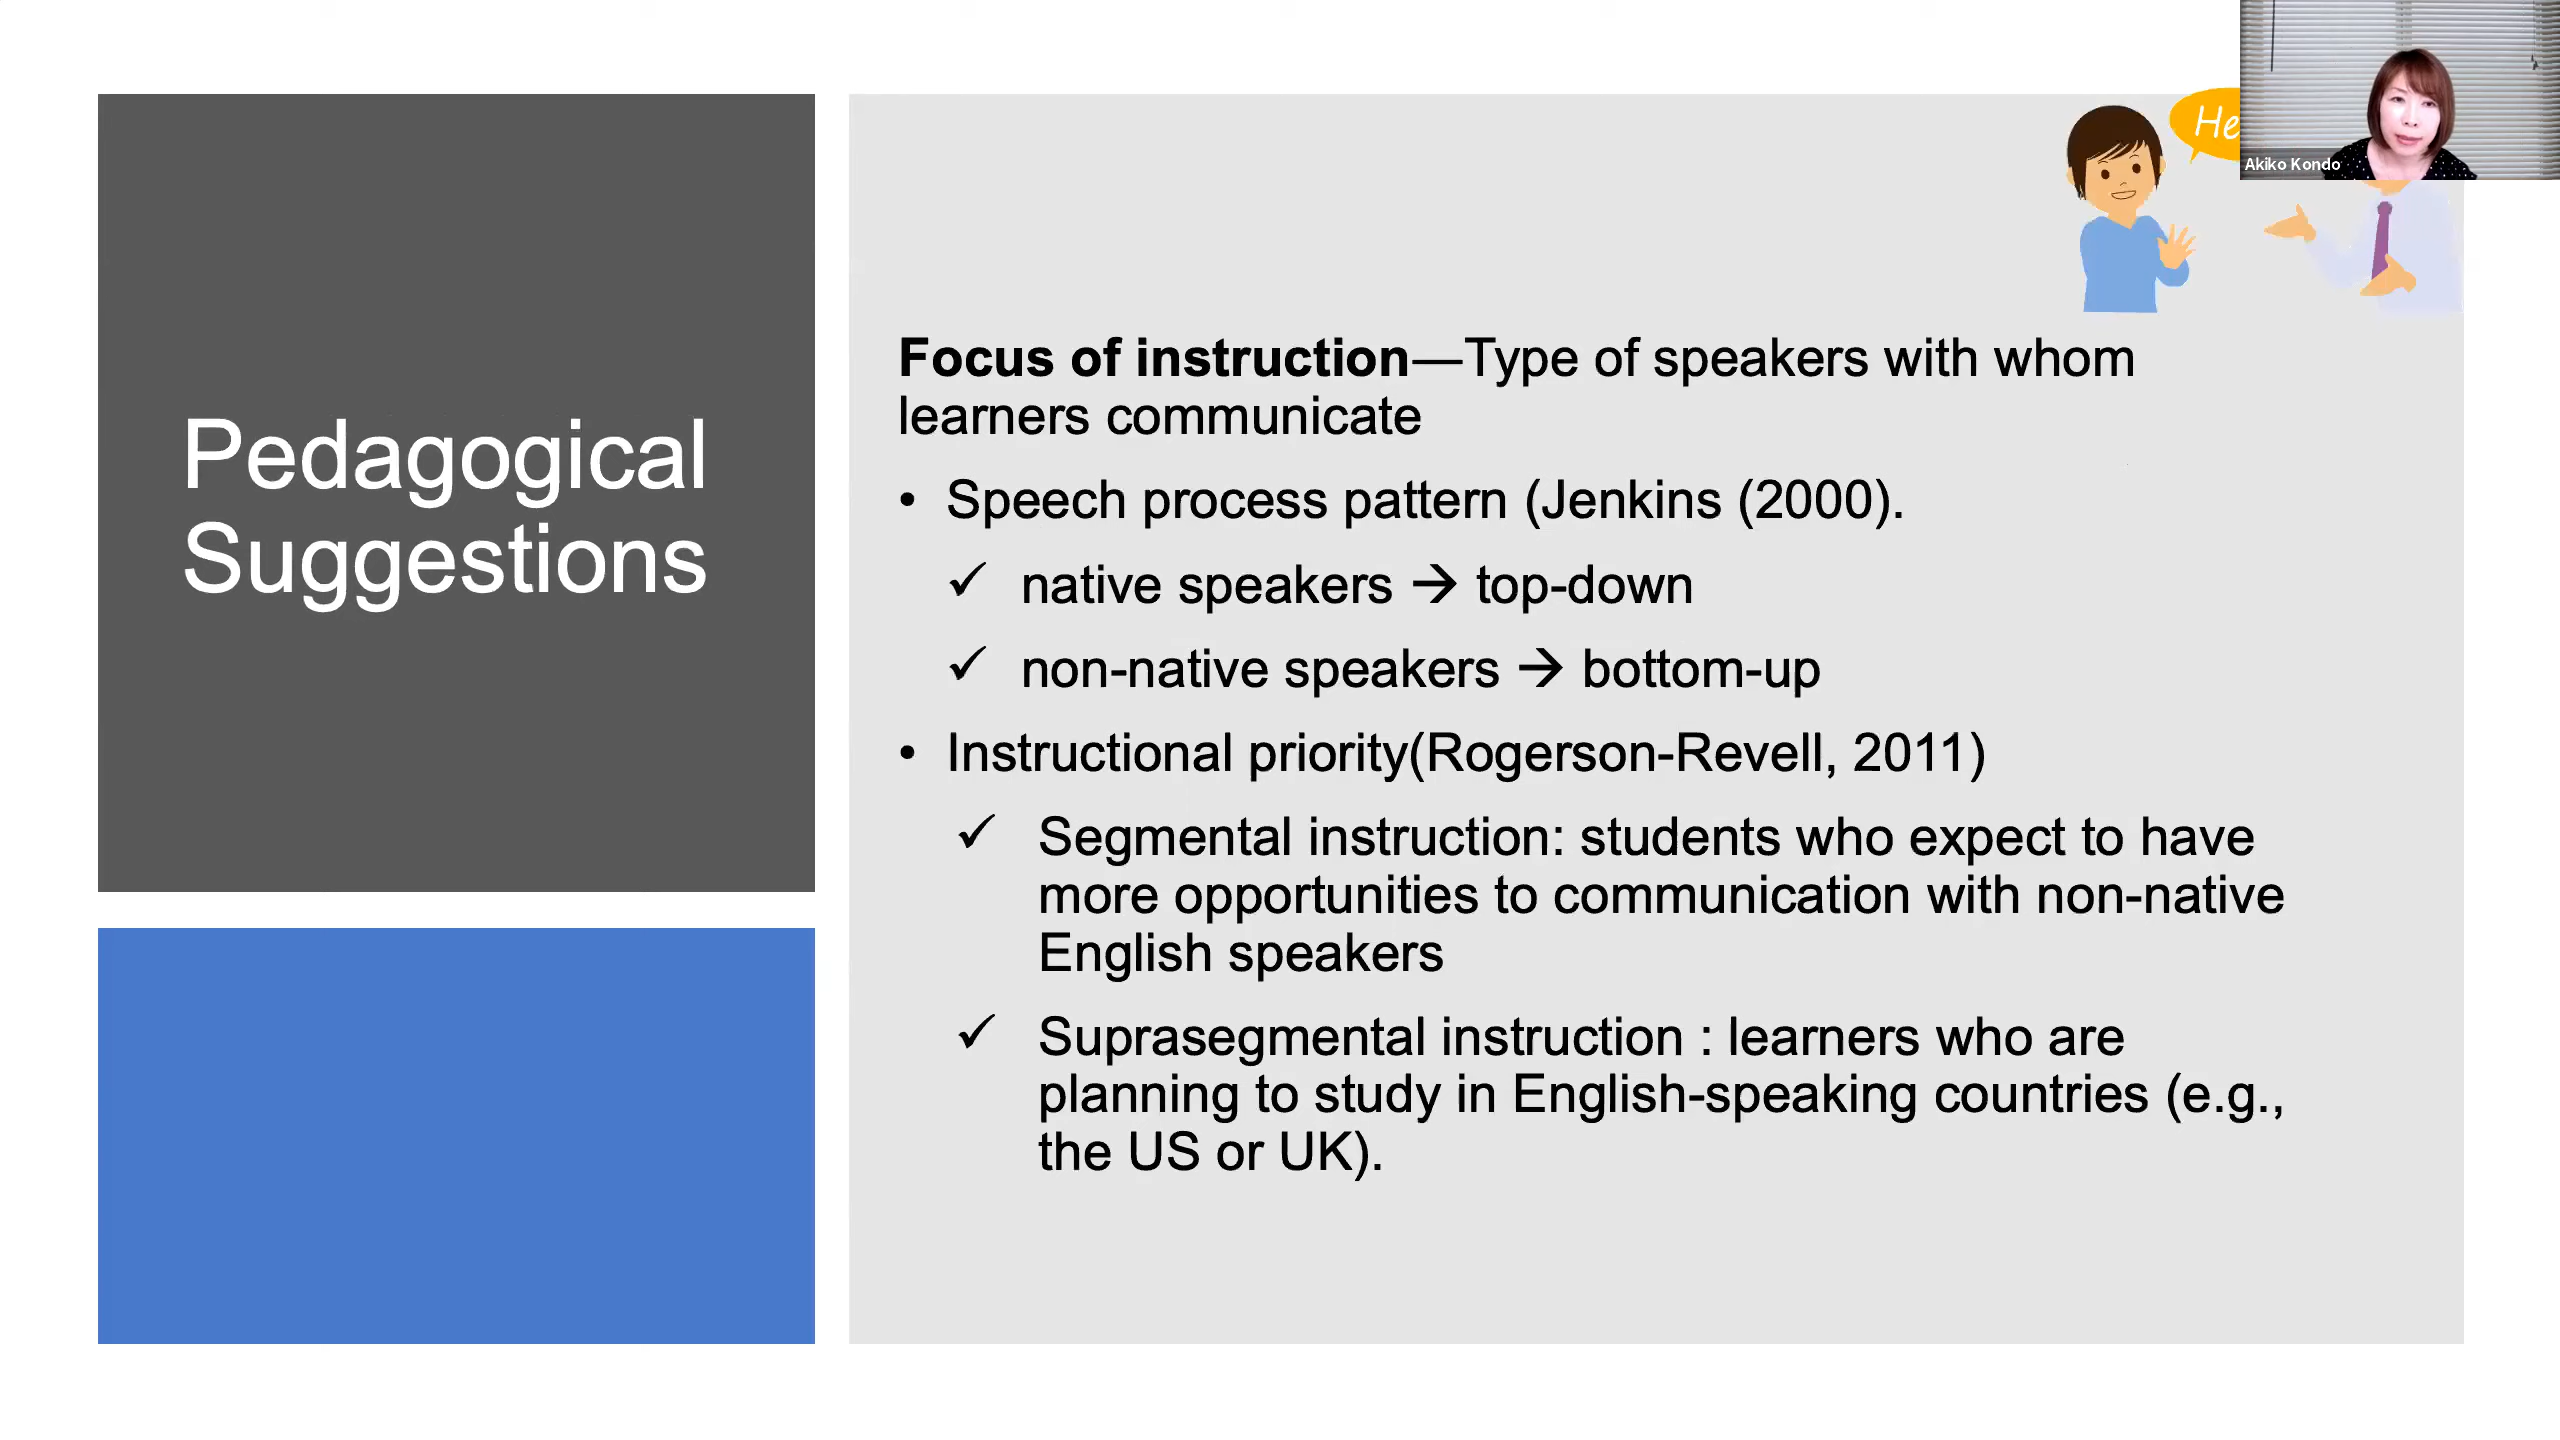 Pedagogical
Suggestions
He
Akiko Kondo
Focus of instruction—Type of speakers with whom
learners communicate
• Speech process pattern (Jenkins (2000).
✓ native speakers → top-down
✓ non-native speakers → bottom-up
• Instructional priority(Rogerson-Revell, 2011)
✓ Segmental instruction: students who expect to have
more opportunities to communication with non-native
English speakers
✓ Suprasegmental instruction : learners who are
planning to study in English-speaking countries (e.g.,
the US or UK).